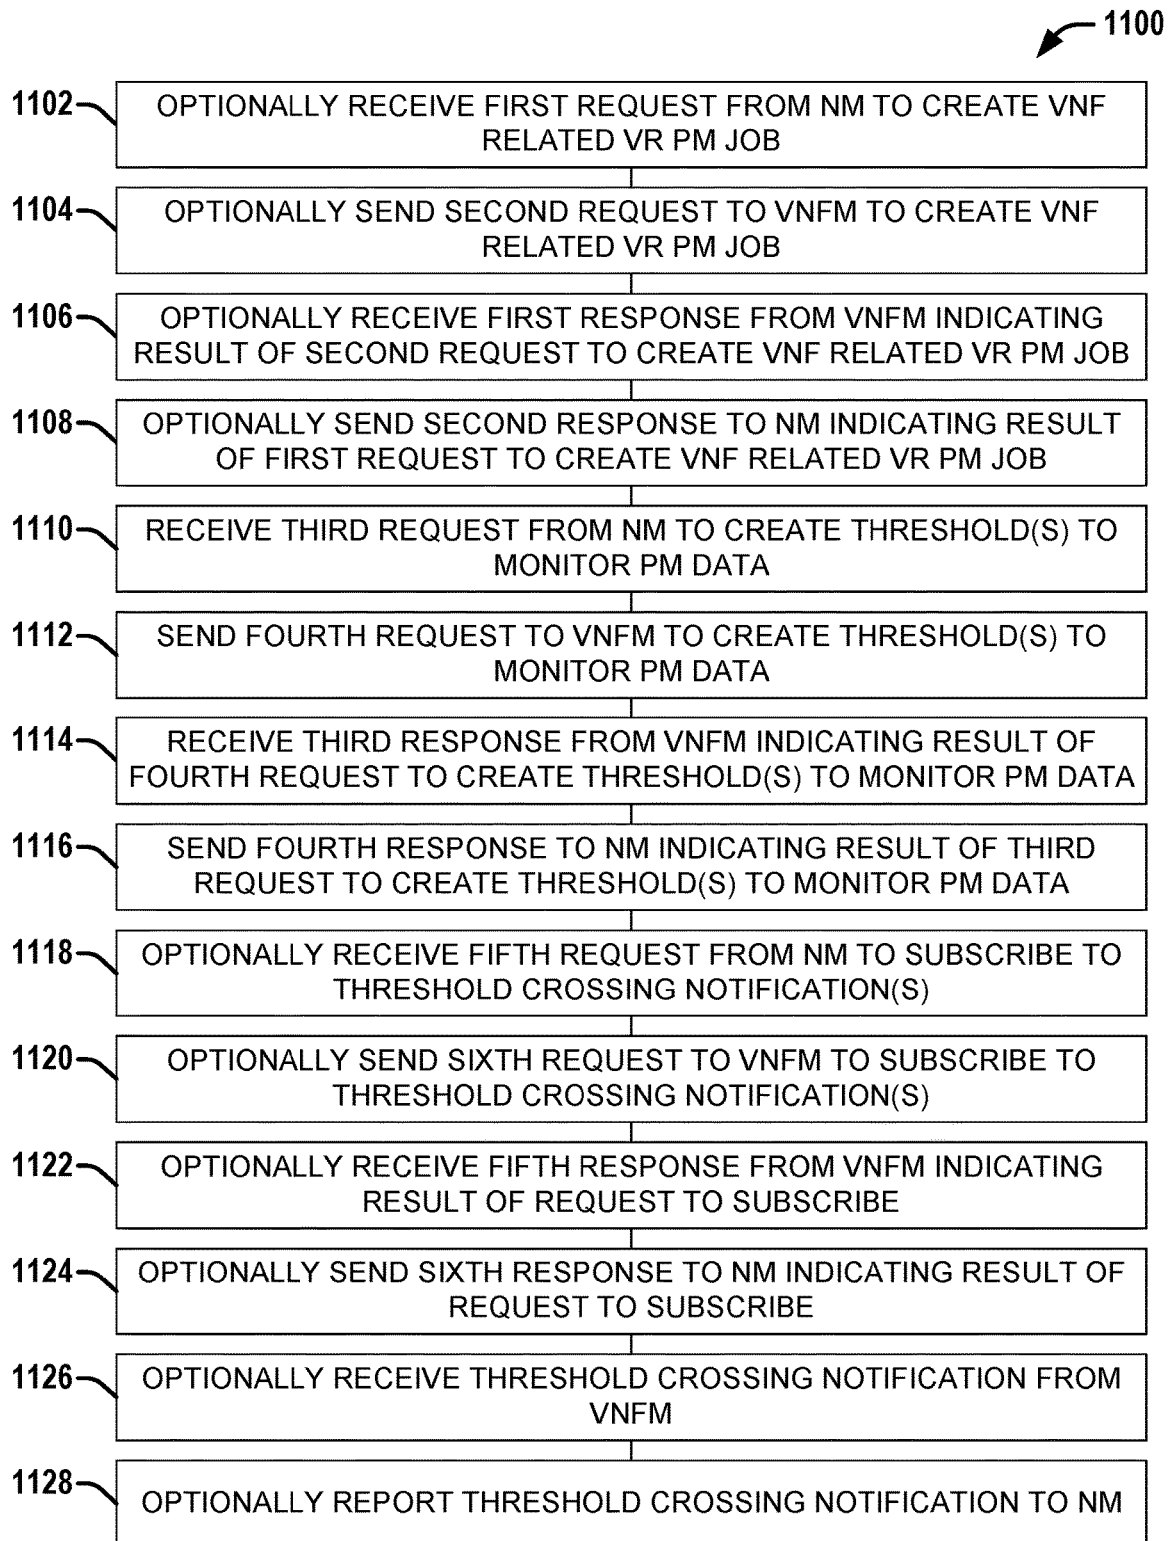 1100
1102
OPTIONALLY RECEIVE FIRST REQUEST FROM NM TO CREATE VNF
RELATED VR PM JOB
1104
OPTIONALLY SEND SECOND REQUEST TO VNFM TO CREATE VNF
RELATED VR PM JOB
1106
OPTIONALLY RECEIVE FIRST RESPONSE FROM VNFM INDICATING
RESULT OF SECOND REQUEST TO CREATE VNF RELATED VR PM JOB
1108
OPTIONALLY SEND SECOND RESPONSE TO NM INDICATING RESULT
OF FIRST REQUEST TO CREATE VNF RELATED VR PM JOB
1110
RECEIVE THIRD REQUEST FROM NM TO CREATE THRESHOLD(S) TO
MONITOR PM DATA
1112
SEND FOURTH REQUEST TO VNFM TO CREATE THRESHOLD(S) TO
MONITOR PM DATA
1114
RECEIVE THIRD RESPONSE FROM VNFM INDICATING RESULT OF
FOURTH REQUEST TO CREATE THRESHOLD(S) TO MONITOR PM DATA
1116
SEND FOURTH RESPONSE TO NM INDICATING RESULT OF THIRD
REQUEST TO CREATE THRESHOLD(S) TO MONITOR PM DATA
1118
OPTIONALLY RECEIVE FIFTH REQUEST FROM NM TO SUBSCRIBE TO
THRESHOLD CROSSING NOTIFICATION(S)
1120
OPTIONALLY SEND SIXTH REQUEST TO VNFM TO SUBSCRIBE TO
THRESHOLD CROSSING NOTIFICATION(S)
1122
OPTIONALLY RECEIVE FIFTH RESPONSE FROM VNFM INDICATING
RESULT OF REQUEST TO SUBSCRIBE
1124
OPTIONALLY SEND SIXTH RESPONSE TO NM INDICATING RESULT OF
REQUEST TO SUBSCRIBE
1126
OPTIONALLY RECEIVE THRESHOLD CROSSING NOTIFICATION FROM
VNFM
1128
OPTIONALLY REPORT THRESHOLD CROSSING NOTIFICATION TO NM